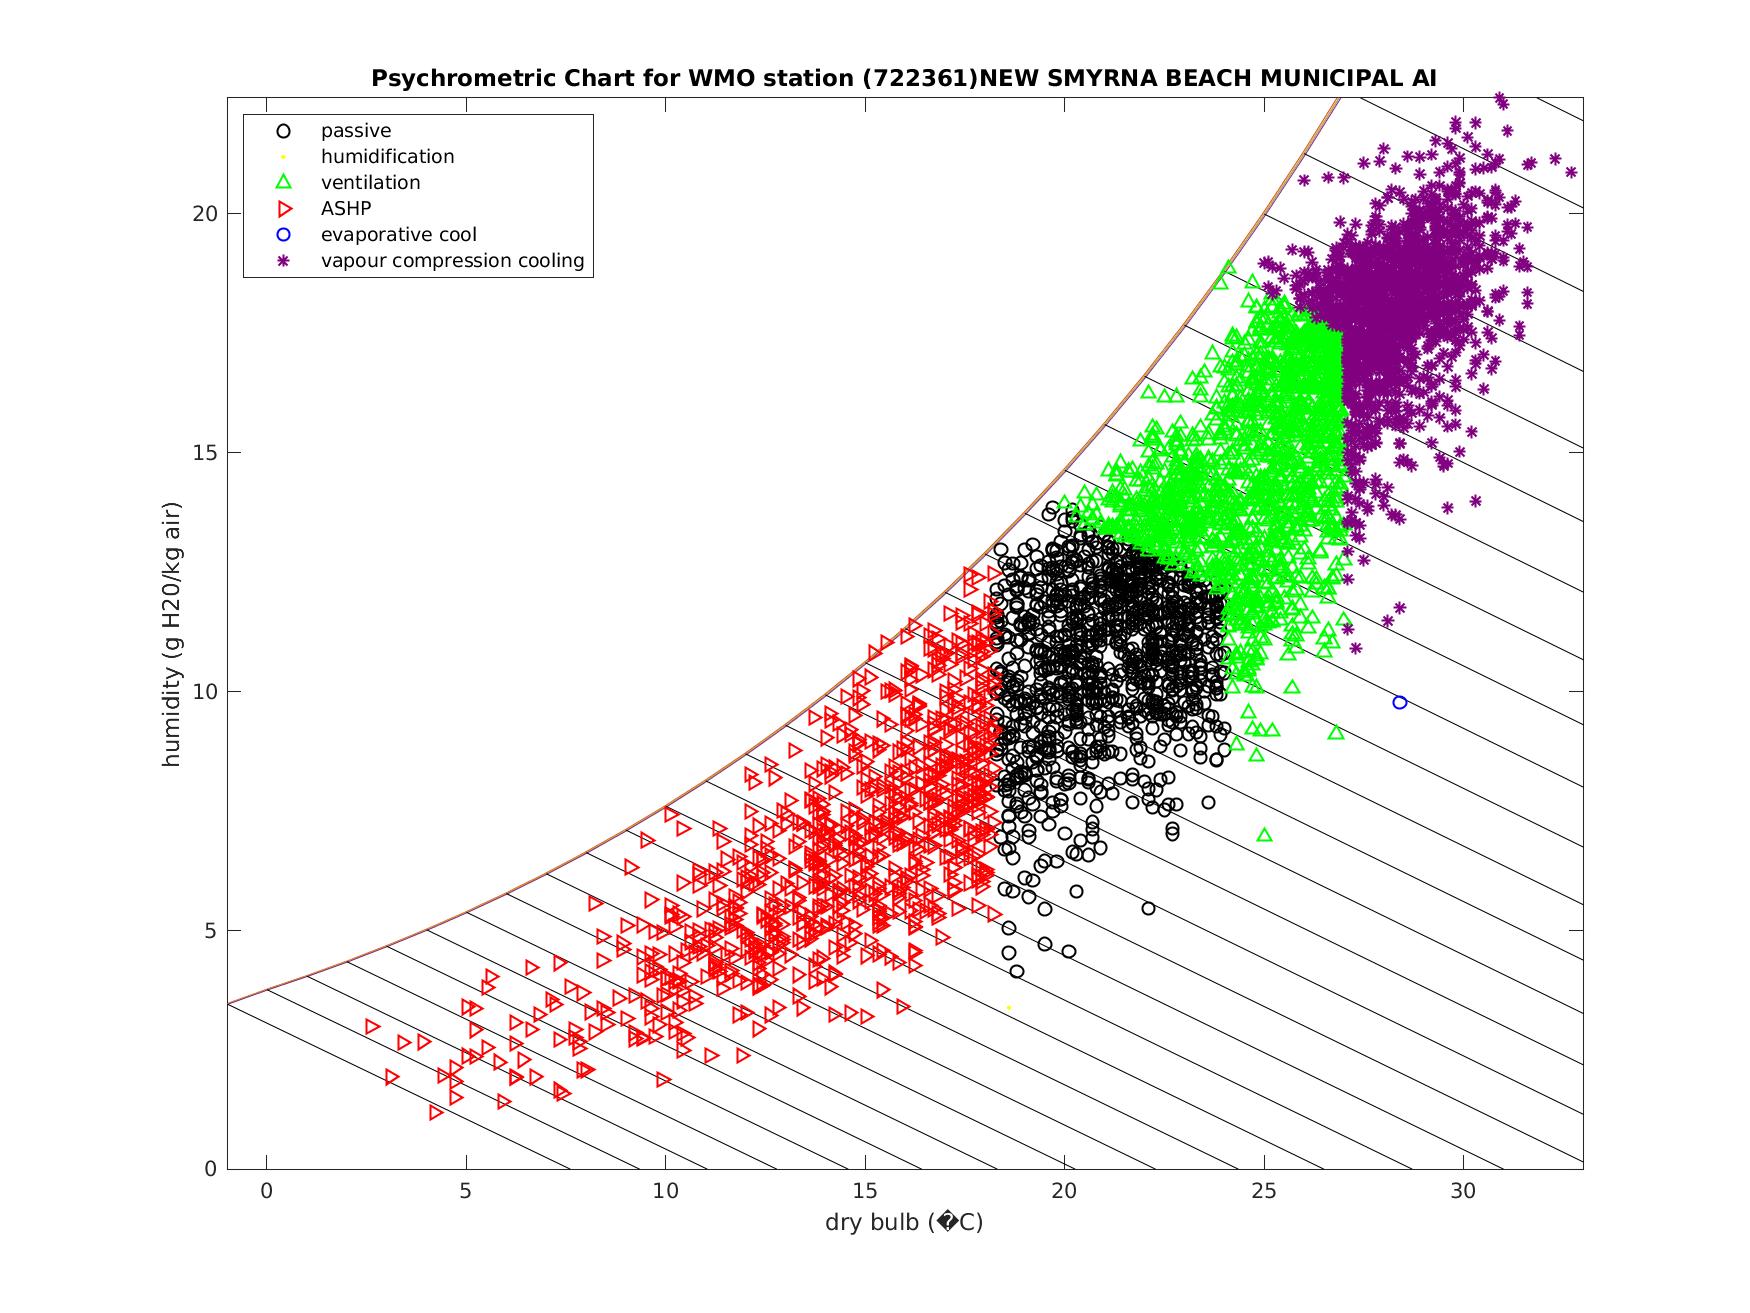 Psychrometric Chart for WMO station (722361)NEW SMYRNA BEACH MUNICIPAL AI
passive
humidification
ventilation
ASHP
evaporative cool
vapour compression cooling
20
15
10
5
0
humidity (g H20/kg air)
0 5 10 15 20 25 30
dry bulb (�C)